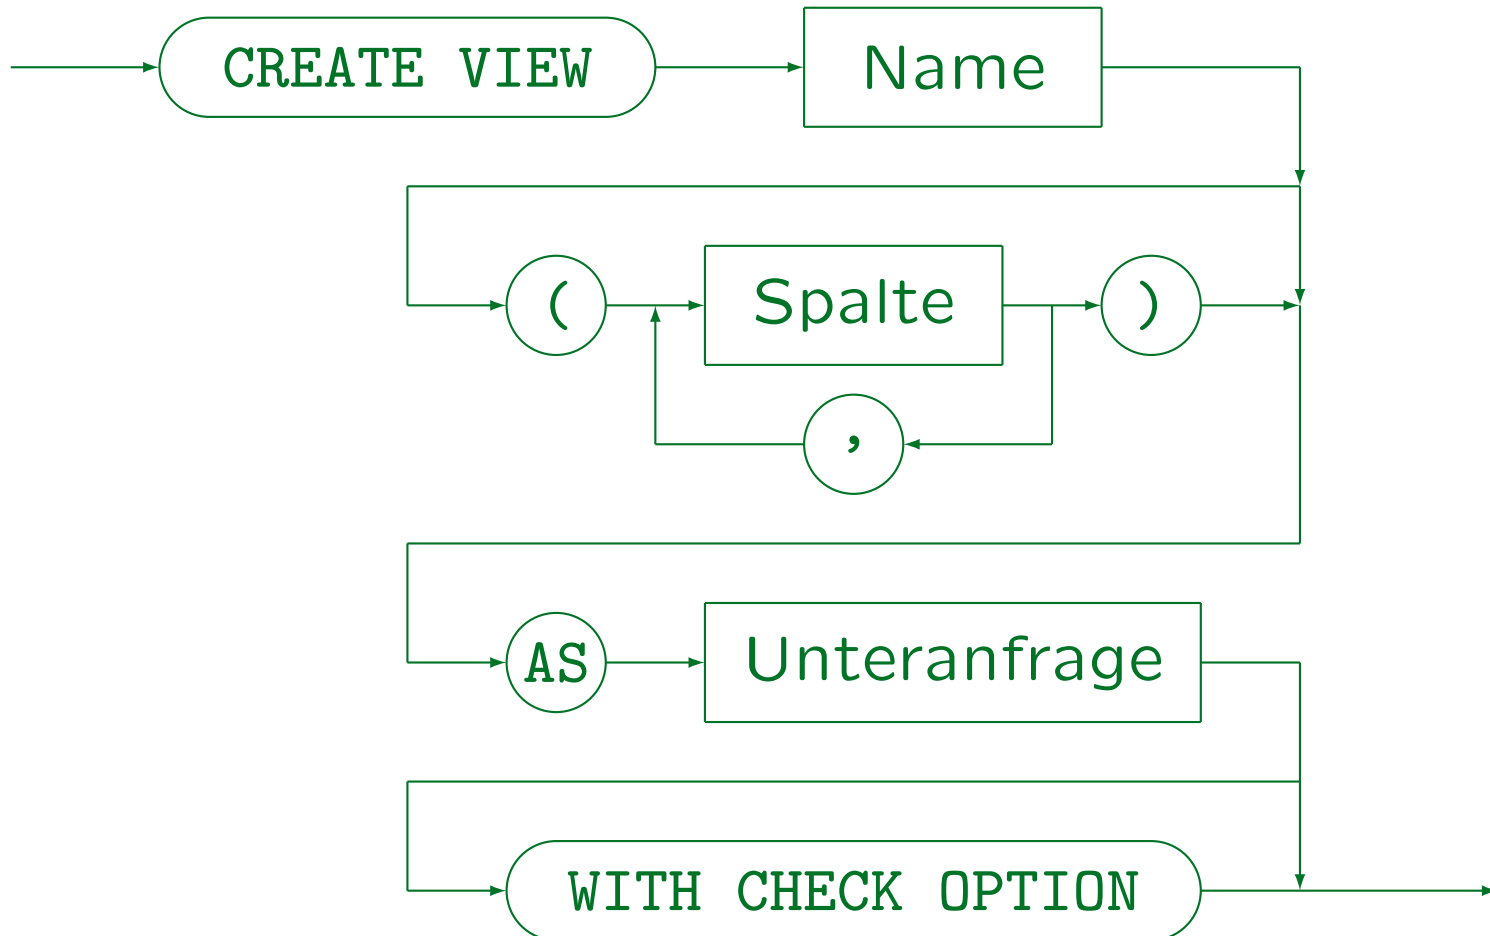 CREATE VIEW Name
( Spalte )
,
AS Unteranfrage
WITH CHECK OPTION